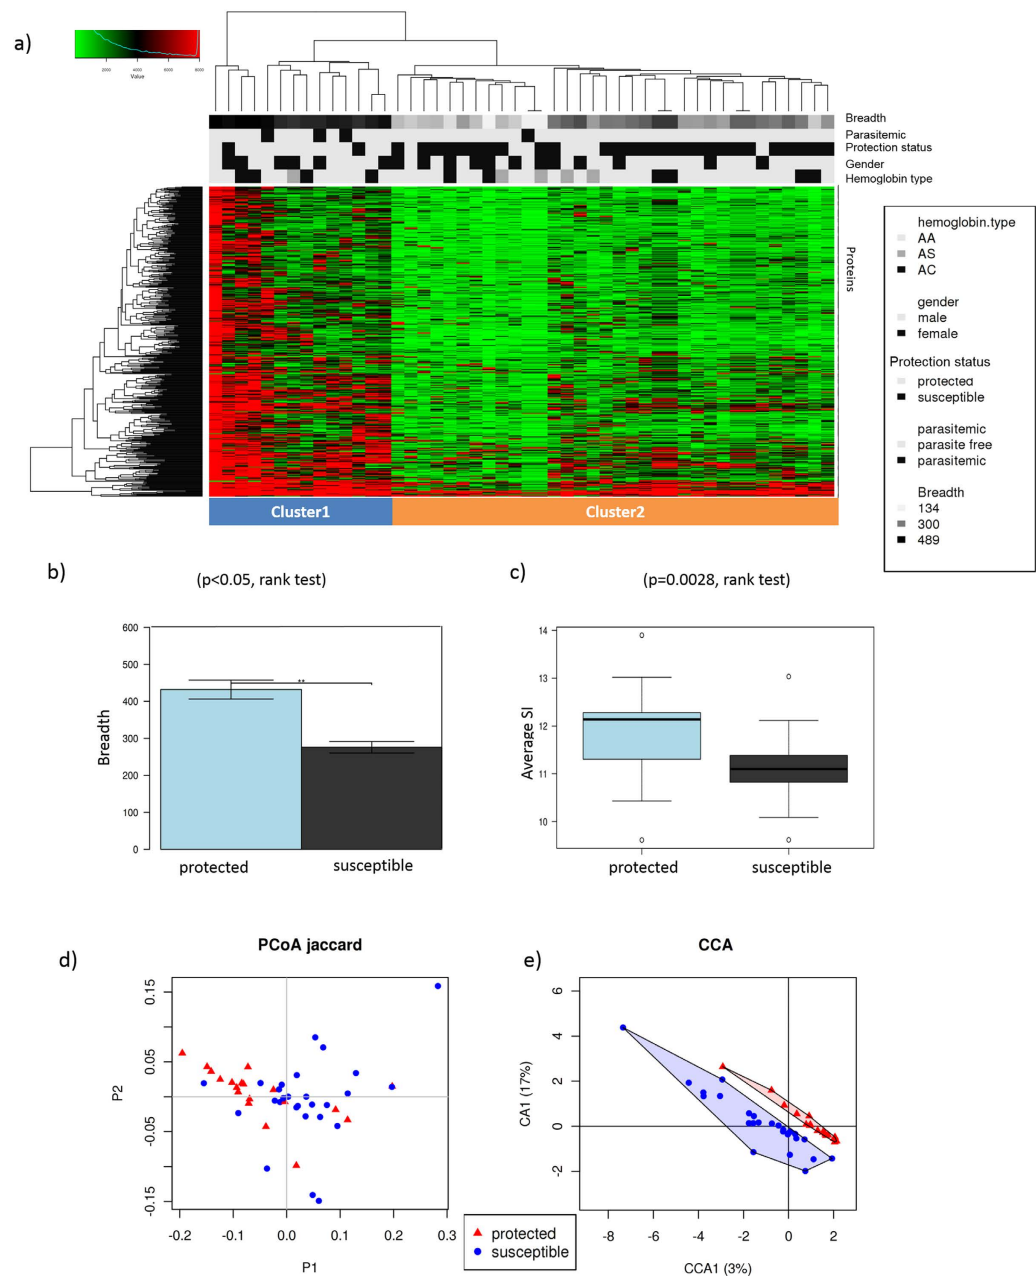 a)
2000 4000 6000 8000
Value
Breadth
Parasitemic
Protection status
Gender
Hemoglobin type
Proteins
hemoglobin.type
AA
AS
AC
gender
male
female
Protection status
protected
susceptible
parasitemic
parasite free
parasitemic
Breadth
134
300
489
Cluster1 Cluster2
b)
(p<0.05, rank test)
600
500
400
300
200
100
0
Breadth
**
protected susceptible
c)
(p=0.0028, rank test)
14
13
12
11
10
Average SI
protected susceptible
d)
PCoA jaccard
0.15
0.05
-0.05
-0.15
P2
-0.2 -0.1 0.0 0.1 0.2 0.3
P1
protected
susceptible
e)
CCA
6
4
2
0
-2
CA1 (17%)
-8 -6 -4 -2 0 2
CCA1 (3%)